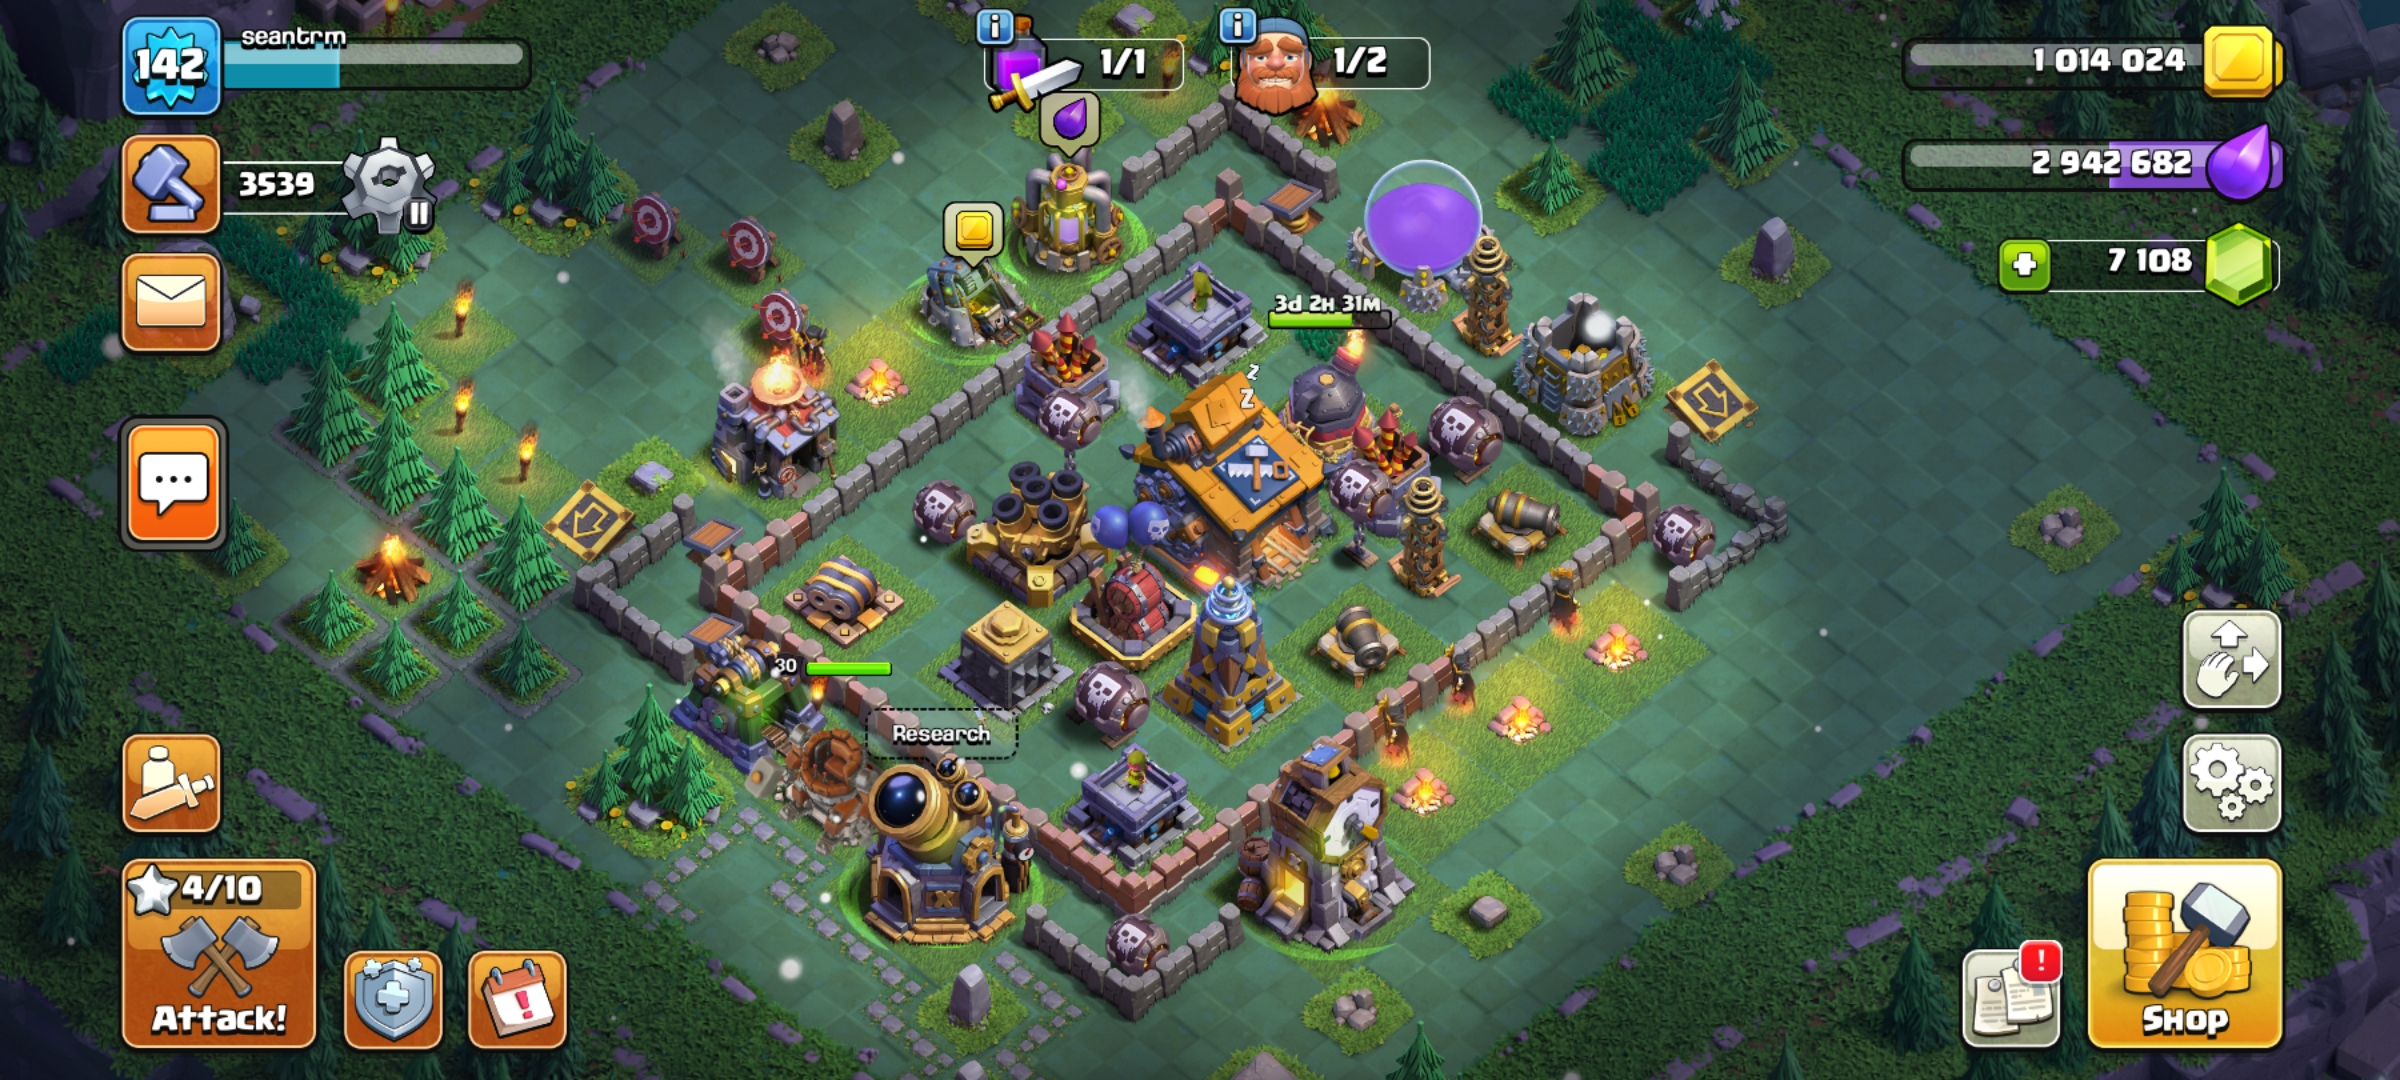 142
seantrm
1/1
1/2
1 014 024
3539
2 942 682
7 108
3d 2h 31m
z
z
30
Research
4/10
Attack!
!
Shop